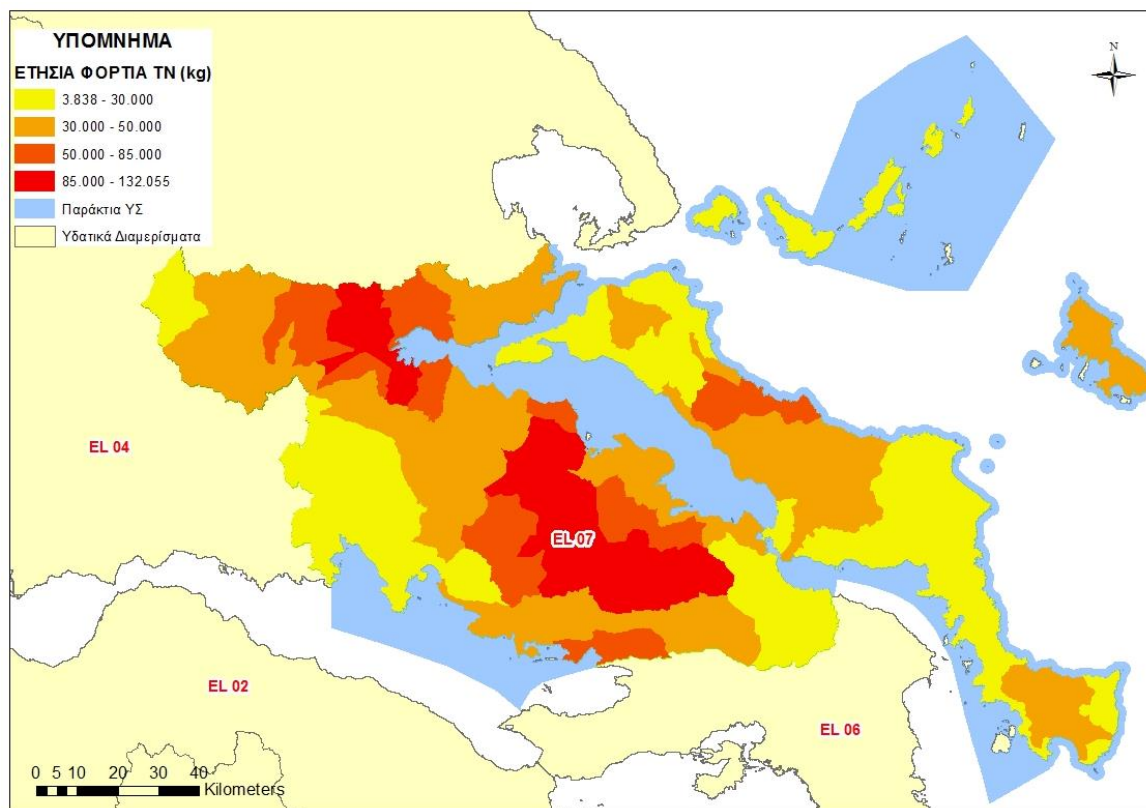 ΥΠΟΜΝΗΜΑ
ΕΤΗΣΙΑ ΦΟΡΤΙΑ TN (kg)
3.838 - 30.000
30.000 - 50.000
50.000 - 85.000
85.000 - 132.055
Παράκτια ΥΣ
Υδατικά Διαμερίσματα
N
EL 04
EL 07
EL 02
EL 06
0 5 10 20 30 40
Kilometers